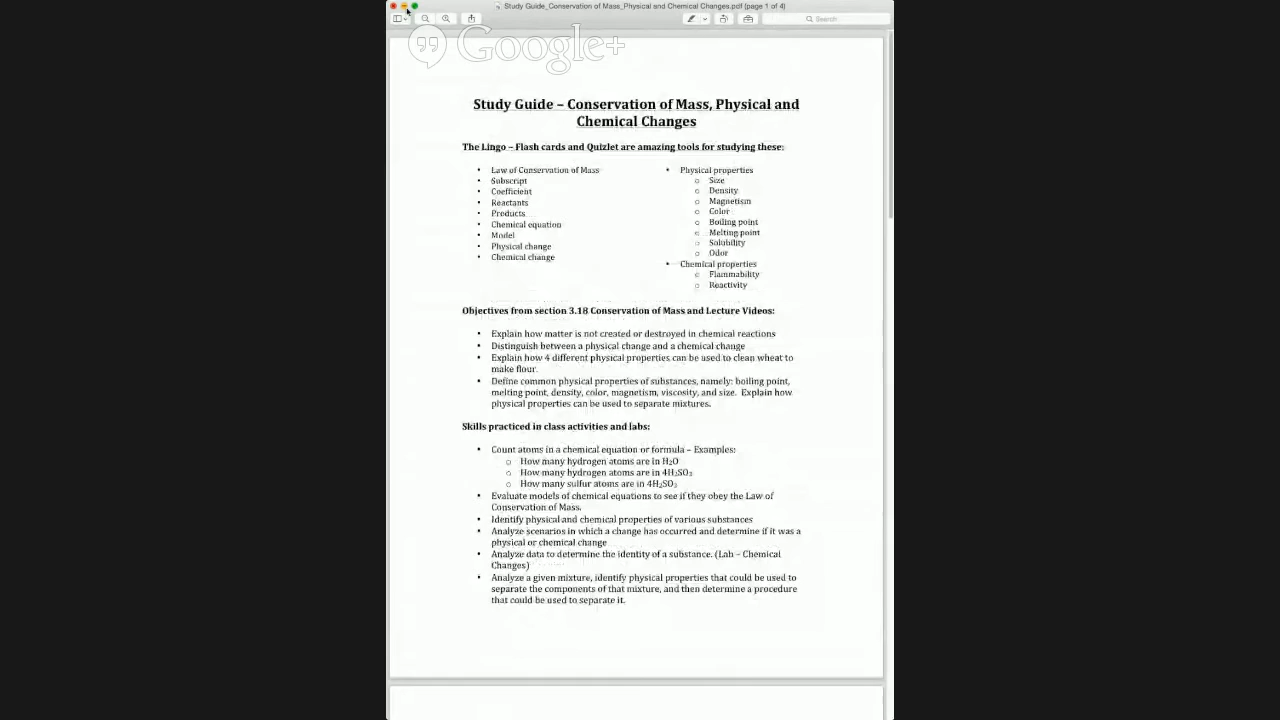 Study Guide_Conservation of Mass_Physical and Chemical Changes.pdf (page 1 of 4)
Search
Google+
Study Guide – Conservation of Mass, Physical and
Chemical Changes
The Lingo – Flash cards and Quizlet are amazing tools for studying these:
• Law of Conservation of Mass
• Subscript
• Coefficient
• Reactants
• Products
• Chemical equation
• Model
• Physical change
• Chemical change
• Physical properties
o Size
o Density
o Magnetism
o Color
o Boiling point
o Melting point
o Solubility
o Odor
• Chemical properties
o Flammability
o Reactivity
Objectives from section 3.18 Conservation of Mass and Lecture Videos:
• Explain how matter is not created or destroyed in chemical reactions
• Distinguish between a physical change and a chemical change
• Explain how 4 different physical properties can be used to clean wheat to
make flour.
• Define common physical properties of substances, namely: boiling point,
melting point, density, color, magnetism, viscosity, and size. Explain how
physical properties can be used to separate mixtures.
Skills practiced in class activities and labs:
• Count atoms in a chemical equation or formula – Examples:
o How many hydrogen atoms are in H₂O
o How many hydrogen atoms are in 4H₂SO₃
o How many sulfur atoms are in 4H₂SO₃
• Evaluate models of chemical equations to see if they obey the Law of
Conservation of Mass.
• Identify physical and chemical properties of various substances
• Analyze scenarios in which a change has occurred and determine if it was a
physical or chemical change
• Analyze data to determine the identity of a substance. (Lab – Chemical
Changes)
• Analyze a given mixture, identify physical properties that could be used to
separate the components of that mixture, and then determine a procedure
that could be used to separate it.